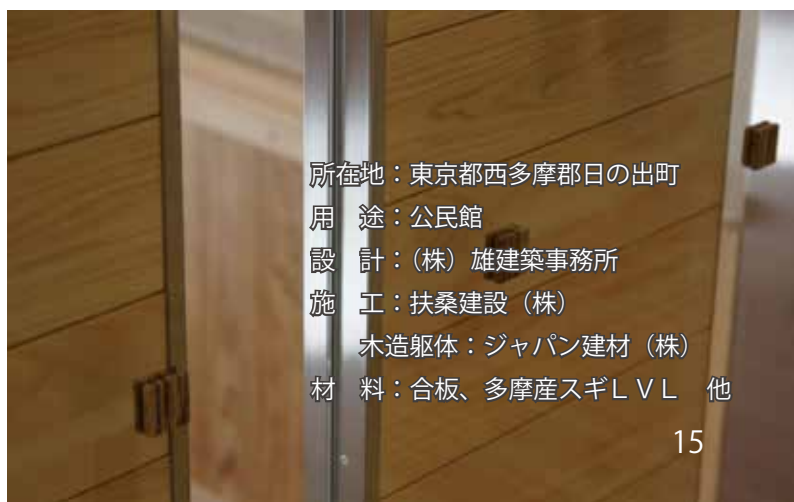 所在地：東京都西多摩郡日の出町
用　途：公民館
設　計：（株）雄建築事務所
施　工：扶桑建設（株）
木造躯体：ジャパン建材（株）
材　料：合板、多摩産スギＬＶＬ　他
15